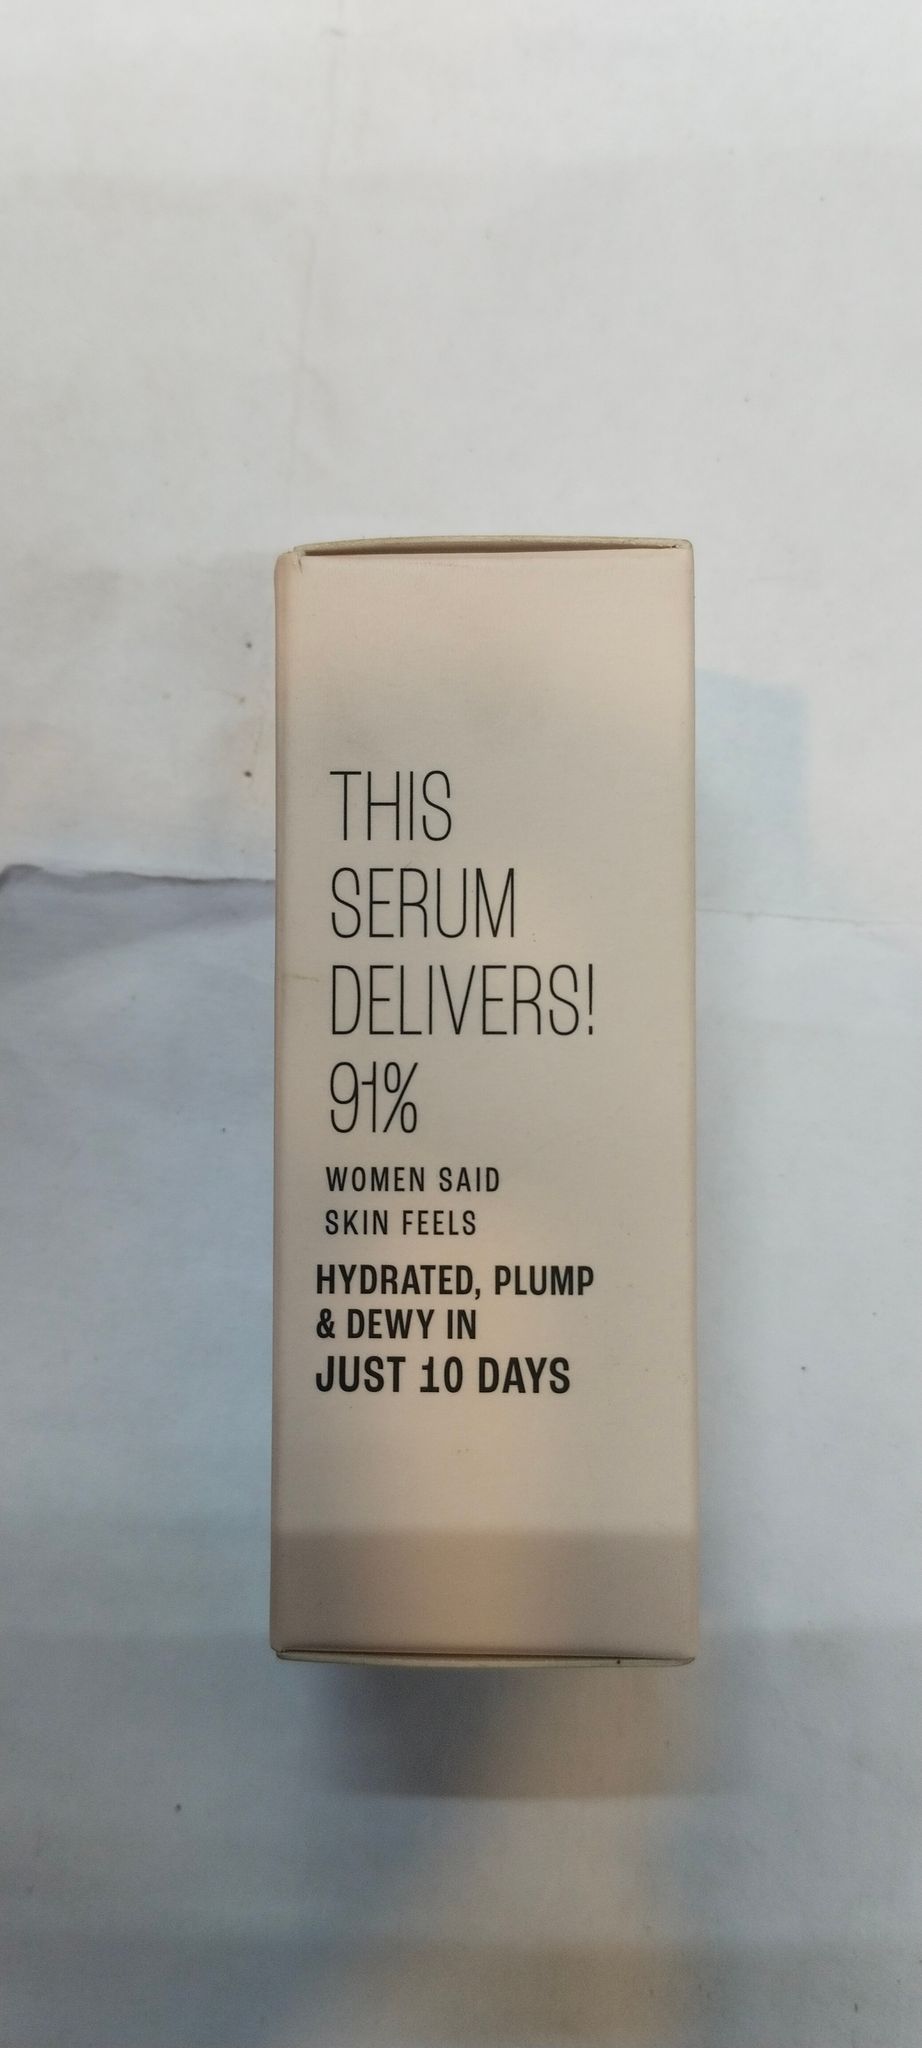 THIS
SERUM
DELIVERS!
91%
WOMEN SAID
SKIN FEELS
HYDRATED, PLUMP
& DEWY IN
JUST 10 DAYS